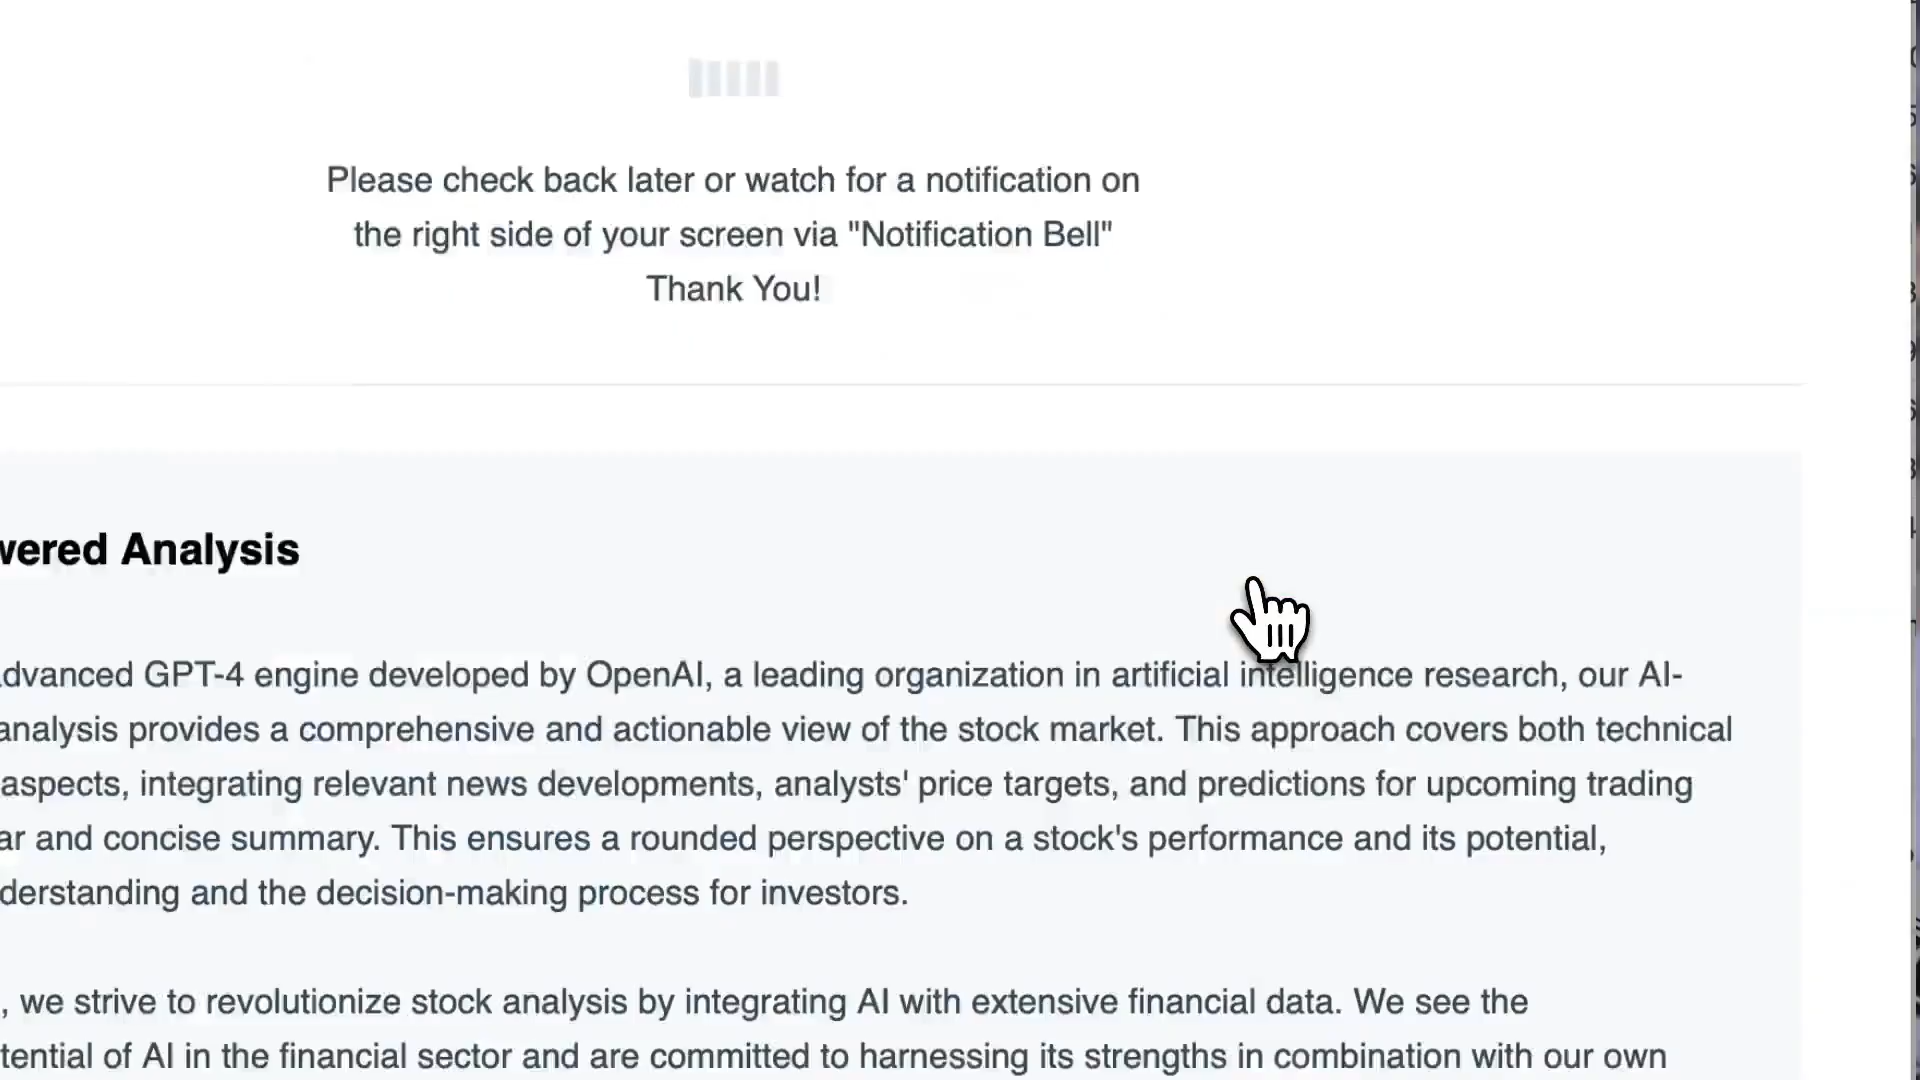 Please check back later or watch for a notification on
the right side of your screen via "Notification Bell"
Thank You!
wered Analysis
dvanced GPT-4 engine developed by OpenAI, a leading organization in artificial intelligence research, our AI-
analysis provides a comprehensive and actionable view of the stock market. This approach covers both technical
aspects, integrating relevant news developments, analysts' price targets, and predictions for upcoming trading
ar and concise summary. This ensures a rounded perspective on a stock's performance and its potential,
derstanding and the decision-making process for investors.
, we strive to revolutionize stock analysis by integrating AI with extensive financial data. We see the
tential of AI in the financial sector and are committed to harnessing its strengths in combination with our own